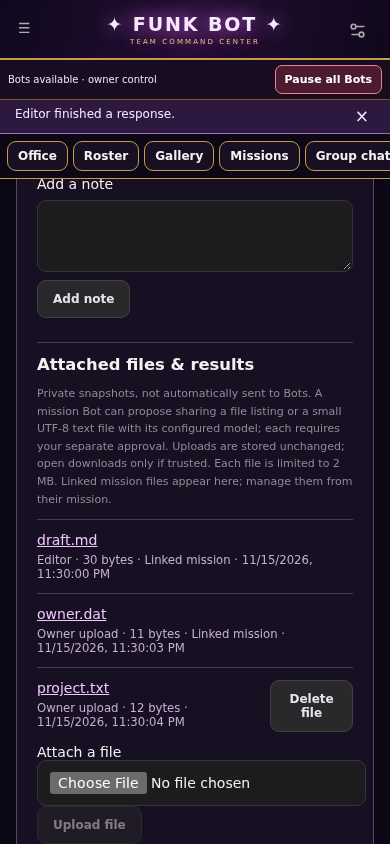 ☰
✦ FUNK BOT ✦
TEAM COMMAND CENTER
Bots available · owner control
Pause all Bots
Editor finished a response.
×
Office Roster Gallery Missions Group chat
Add a note
Add note
Attached files & results
Private snapshots, not automatically sent to Bots. A
mission Bot can propose sharing a file listing or a small
UTF-8 text file with its configured model; each requires
your separate approval. Uploads are stored unchanged;
open downloads only if trusted. Each file is limited to 2
MB. Linked mission files appear here; manage them from
their mission.
draft.md
Editor · 30 bytes · Linked mission · 11/15/2026,
11:30:00 PM
owner.dat
Owner upload · 11 bytes · Linked mission ·
11/15/2026, 11:30:03 PM
project.txt
Owner upload · 12 bytes ·
11/15/2026, 11:30:04 PM
Delete
file
Attach a file
Choose File No file chosen
Upload file